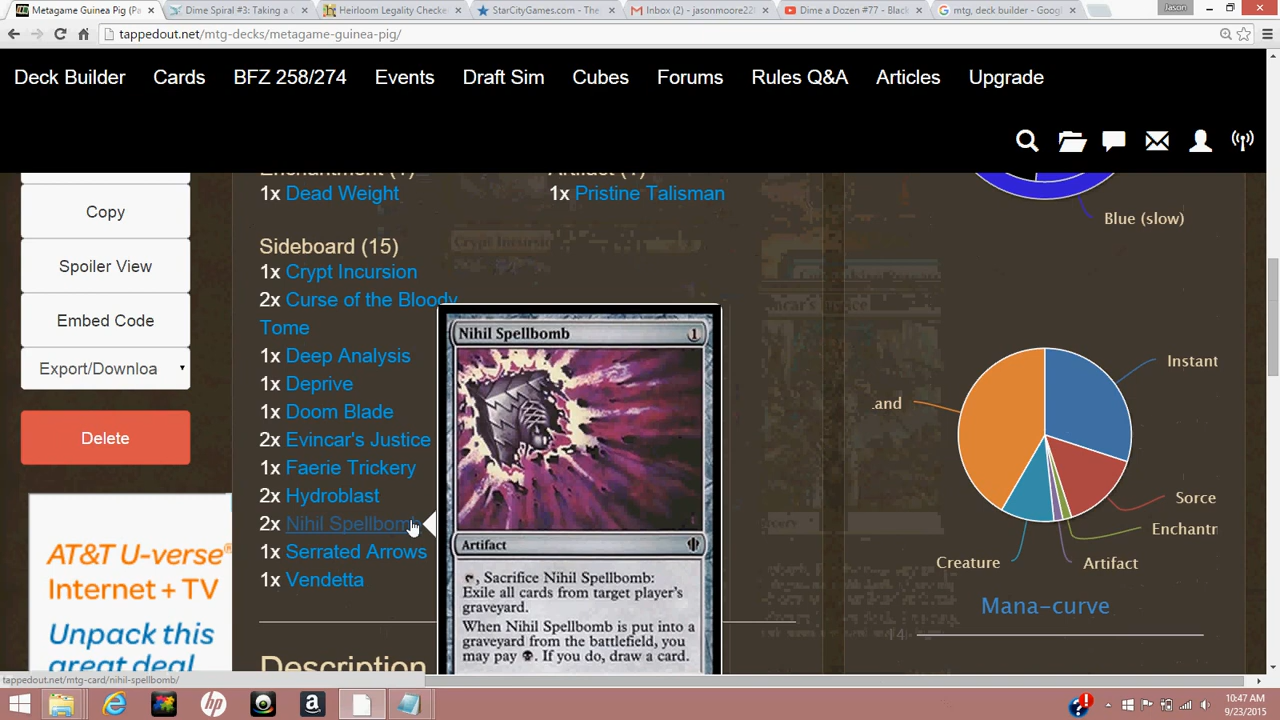 Metagame Guinea Pig (Pa
Dime Spiral #3: Taking a C
Heirloom Legality Checke
StarCityGames.com - The
Inbox (2) - jasonmoore22
Dime a Dozen #77 - Black
mtg, deck builder - Goog
Jason
tappedout.net/mtg-decks/metagame-guinea-pig/
Deck Builder Cards BFZ 258/274 Events Draft Sim Cubes Forums Rules Q&A Articles Upgrade
Copy
Spoiler View
Embed Code
Export/Downloa
Delete
AT&T U-verse®
Internet + TV
Unpack this
great deal
Enchantment (1)
1x Dead Weight
1x Pristine Talisman
Sideboard (15)
1x Crypt Incursion
2x Curse of the Bloody
Tome
1x Deep Analysis
1x Deprive
1x Doom Blade
2x Evincar's Justice
1x Faerie Trickery
2x Hydroblast
2x Nihil Spellbomb
1x Serrated Arrows
1x Vendetta
Description
Nihil Spellbomb 1
Artifact
, Sacrifice Nihil Spellbomb:
Exile all cards from target player's
graveyard.
When Nihil Spellbomb is put into a
graveyard from the battlefield, you
may pay . If you do, draw a card.
Blue (slow)
Instant
.and
Sorce
Enchantr
Creature
Artifact
Mana-curve
14
tappedout.net/mtg-card/nihil-spellbomb/
10:47 AM
9/23/2015